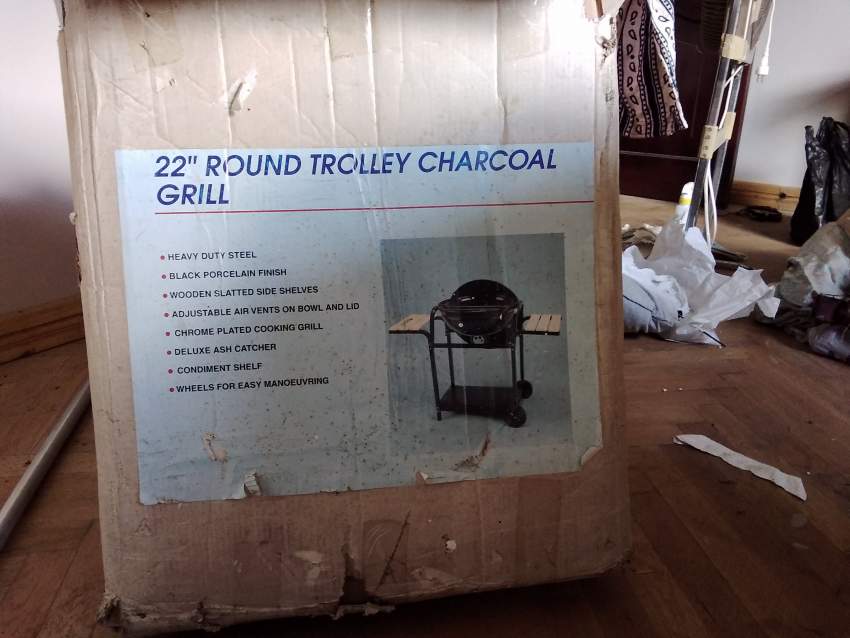 22" ROUND TROLLEY CHARCOAL
GRILL
• HEAVY DUTY STEEL
• BLACK PORCELAIN FINISH
• WOODEN SLATTED SIDE SHELVES
• ADJUSTABLE AIR VENTS ON BOWL AND LID
• CHROME PLATED COOKING GRILL
• DELUXE ASH CATCHER
• CONDIMENT SHELF
• WHEELS FOR EASY MANOEUVRING